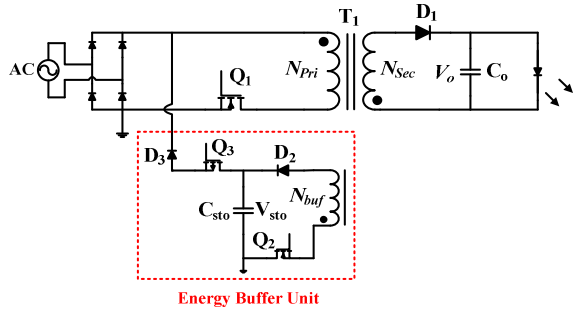 T1
D1
AC
Q1
NPri
NSec
Vo
Co
D3
Q3
D2
Csto
Vsto
Nbuf
Q2
Energy Buffer Unit